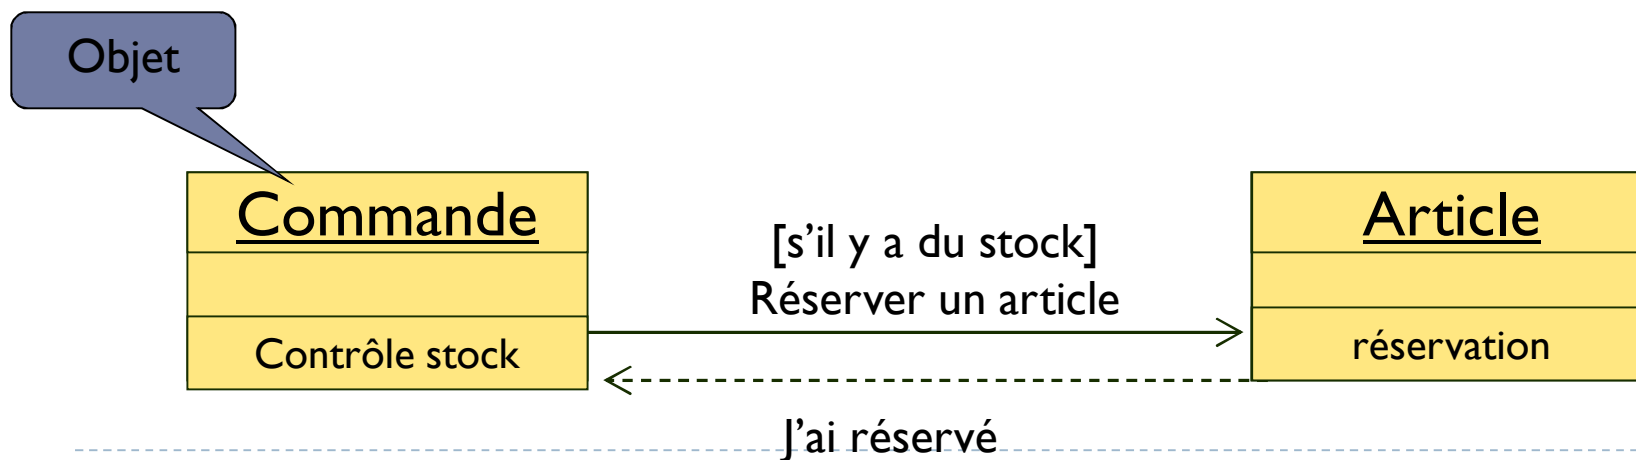 Objet
Commande
Article
[s’il y a du stock]
Réserver un article
Contrôle stock
réservation
J’ai réservé